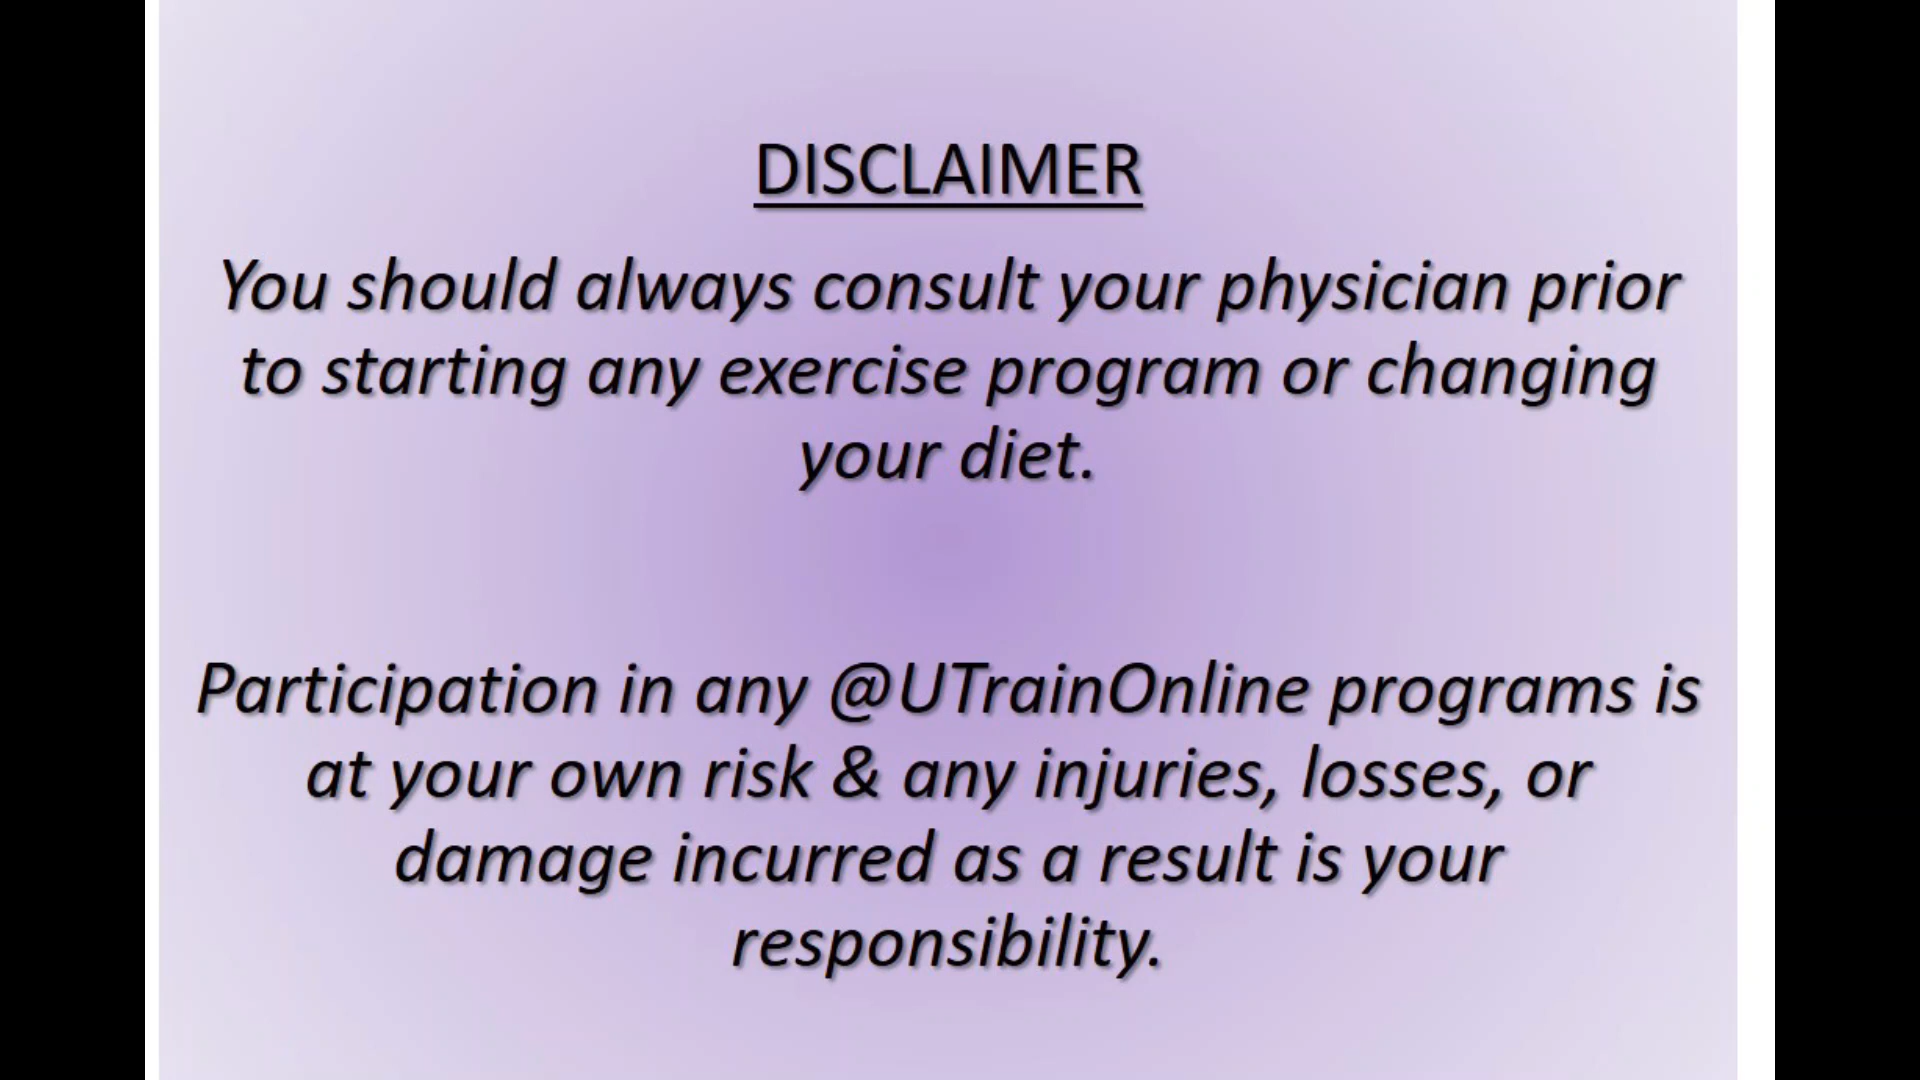 DISCLAIMER
You should always consult your physician prior
to starting any exercise program or changing
your diet.
Participation in any @UTrainOnline programs is
at your own risk & any injuries, losses, or
damage incurred as a result is your
responsibility.